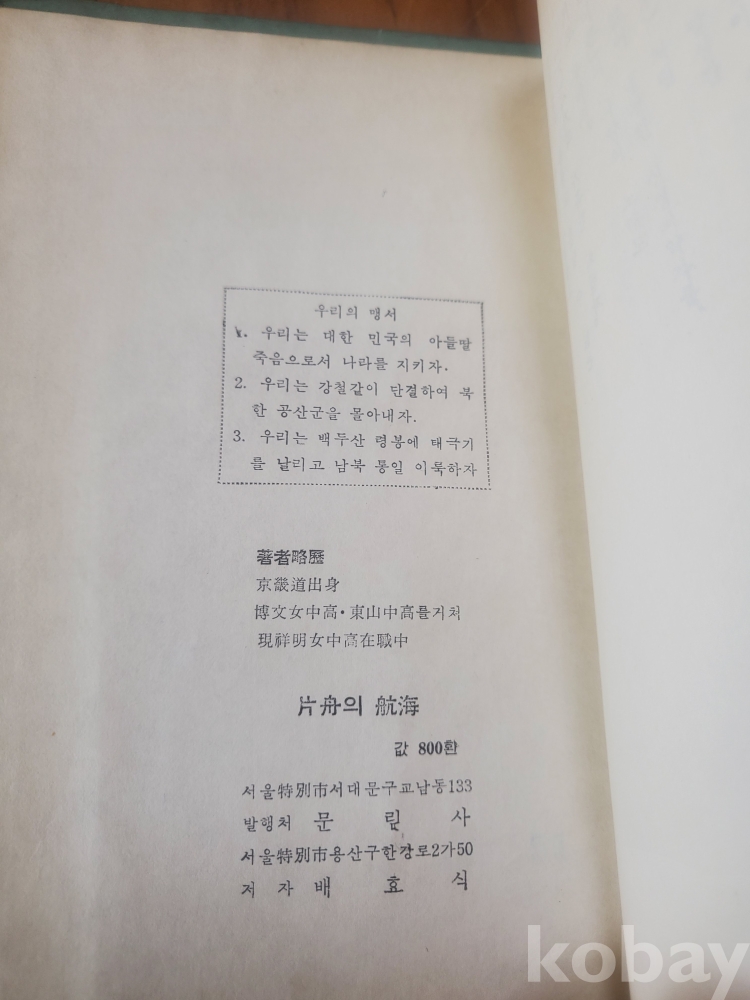 우리의 맹서
1. 우리는 대한 민국의 아들딸
죽음으로서 나라를 지키자.
2. 우리는 강철같이 단결하여 북
한 공산군을 몰아내자.
3. 우리는 백두산 령봉에 태극기
를 날리고 남북 통일 이룩하자
著者略歷
京畿道出身
博文女中高·東山中高를거처
現祥明女中高在職中
片舟의 航海
값 800환
서울特別市서대문구교남동133
발행처 문 림 사
서울特別市용산구한강로2가50
저 자 배 효 식
kobay